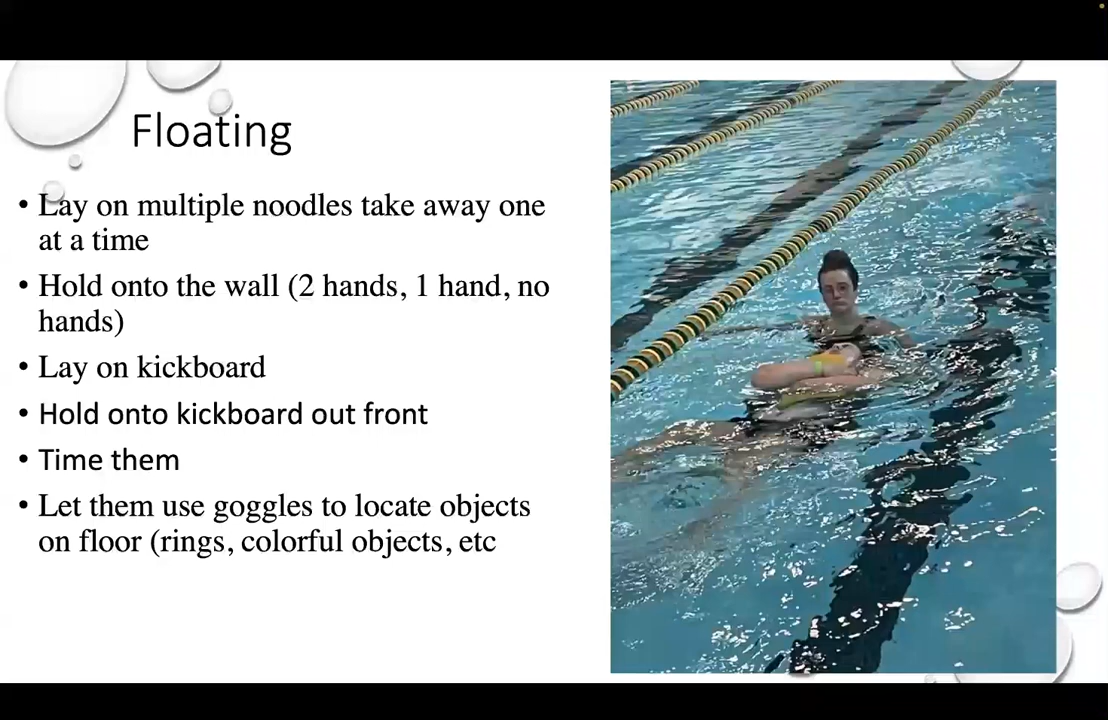 Floating
• Lay on multiple noodles take away one
at a time
• Hold onto the wall (2 hands, 1 hand, no
hands)
• Lay on kickboard
• Hold onto kickboard out front
• Time them
• Let them use goggles to locate objects
on floor (rings, colorful objects, etc